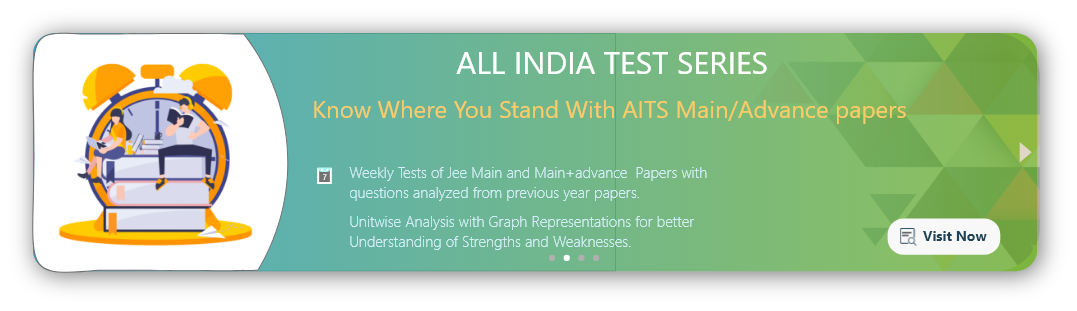 ALL INDIA TEST SERIES
Know Where You Stand With AITS Main/Advance papers
7
Weekly Tests of Jee Main and Main+advance Papers with
questions analyzed from previous year papers.
Unitwise Analysis with Graph Representations for better
Understanding of Strengths and Weaknesses.
Visit Now